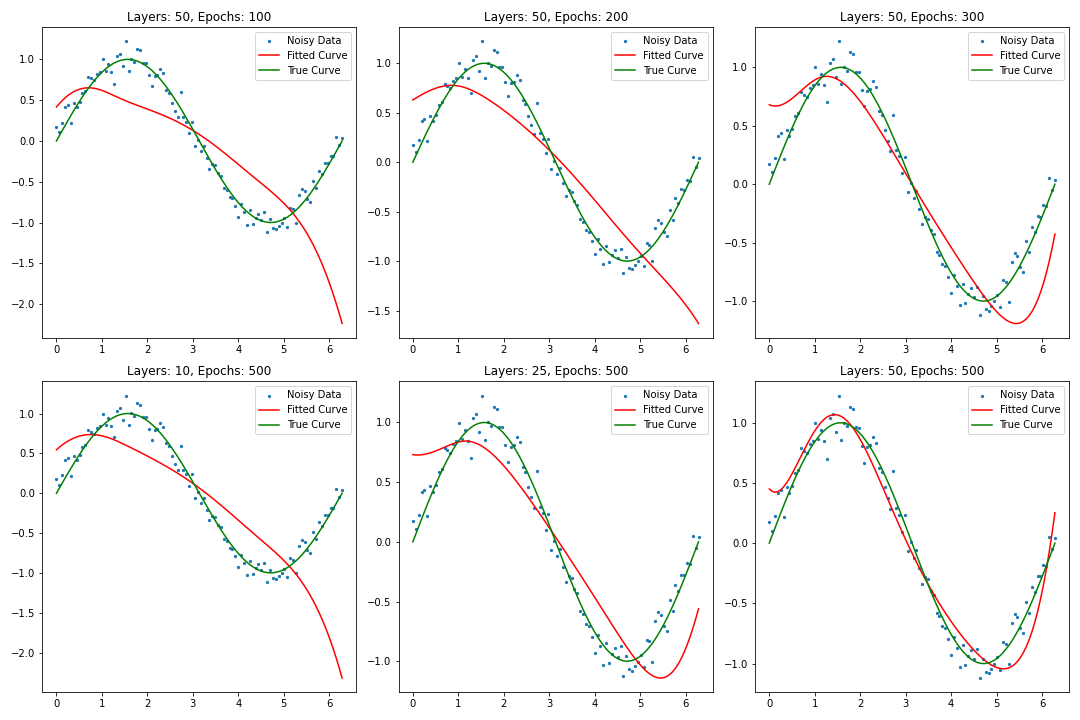 Layers: 50, Epochs: 100
Noisy Data
Fitted Curve
True Curve
1.0
0.5
0.0
−0.5
−1.0
−1.5
−2.0
0 1 2 3 4 5 6
Layers: 50, Epochs: 200
Noisy Data
Fitted Curve
True Curve
1.0
0.5
0.0
−0.5
−1.0
−1.5
0 1 2 3 4 5 6
Layers: 50, Epochs: 300
Noisy Data
Fitted Curve
True Curve
1.0
0.5
0.0
−0.5
−1.0
0 1 2 3 4 5 6
Layers: 10, Epochs: 500
Noisy Data
Fitted Curve
True Curve
1.0
0.5
0.0
−0.5
−1.0
−1.5
−2.0
0 1 2 3 4 5 6
Layers: 25, Epochs: 500
Noisy Data
Fitted Curve
True Curve
1.0
0.5
0.0
−0.5
−1.0
0 1 2 3 4 5 6
Layers: 50, Epochs: 500
Noisy Data
Fitted Curve
True Curve
1.0
0.5
0.0
−0.5
−1.0
0 1 2 3 4 5 6